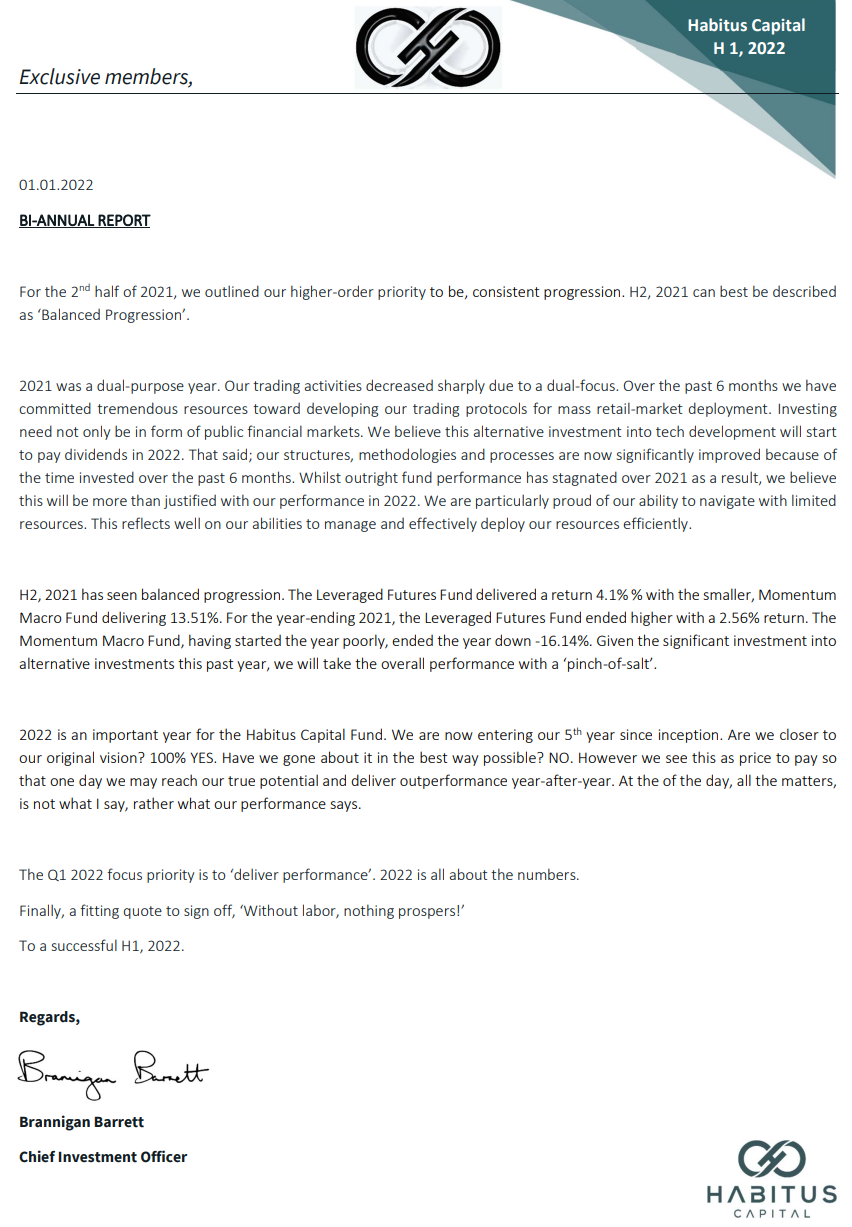 Habitus Capital
H 1, 2022
Exclusive members,
01.01.2022
BI-ANNUAL REPORT
For the 2nd half of 2021, we outlined our higher-order priority to be, consistent progression. H2, 2021 can best be described
as ‘Balanced Progression’.
2021 was a dual-purpose year. Our trading activities decreased sharply due to a dual-focus. Over the past 6 months we have
committed tremendous resources toward developing our trading protocols for mass retail-market deployment. Investing
need not only be in form of public financial markets. We believe this alternative investment into tech development will start
to pay dividends in 2022. That said; our structures, methodologies and processes are now significantly improved because of
the time invested over the past 6 months. Whilst outright fund performance has stagnated over 2021 as a result, we believe
this will be more than justified with our performance in 2022. We are particularly proud of our ability to navigate with limited
resources. This reflects well on our abilities to manage and effectively deploy our resources efficiently.
H2, 2021 has seen balanced progression. The Leveraged Futures Fund delivered a return 4.1% % with the smaller, Momentum
Macro Fund delivering 13.51%. For the year-ending 2021, the Leveraged Futures Fund ended higher with a 2.56% return. The
Momentum Macro Fund, having started the year poorly, ended the year down -16.14%. Given the significant investment into
alternative investments this past year, we will take the overall performance with a ‘pinch-of-salt’.
2022 is an important year for the Habitus Capital Fund. We are now entering our 5th year since inception. Are we closer to
our original vision? 100% YES. Have we gone about it in the best way possible? NO. However we see this as price to pay so
that one day we may reach our true potential and deliver outperformance year-after-year. At the of the day, all the matters,
is not what I say, rather what our performance says.
The Q1 2022 focus priority is to ‘deliver performance’. 2022 is all about the numbers.
Finally, a fitting quote to sign off, ‘Without labor, nothing prospers!’
To a successful H1, 2022.
Regards,
Brannigan Barrett
Brannigan Barrett
Chief Investment Officer
HABITUS
CAPITAL